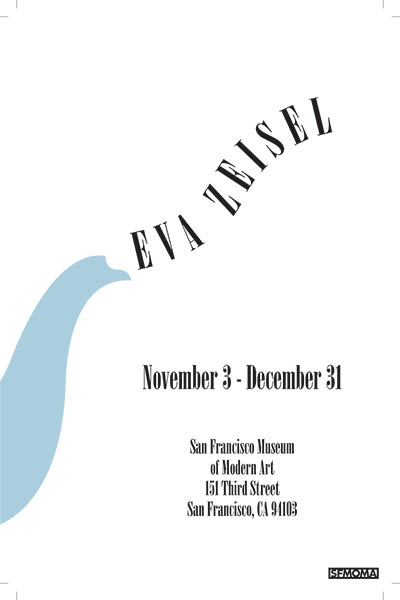 EVA ZEISEL
November 3 - December 31
San Francisco Museum
of Modern Art
151 Third Street
San Francisco, CA 94103
SFMOMA